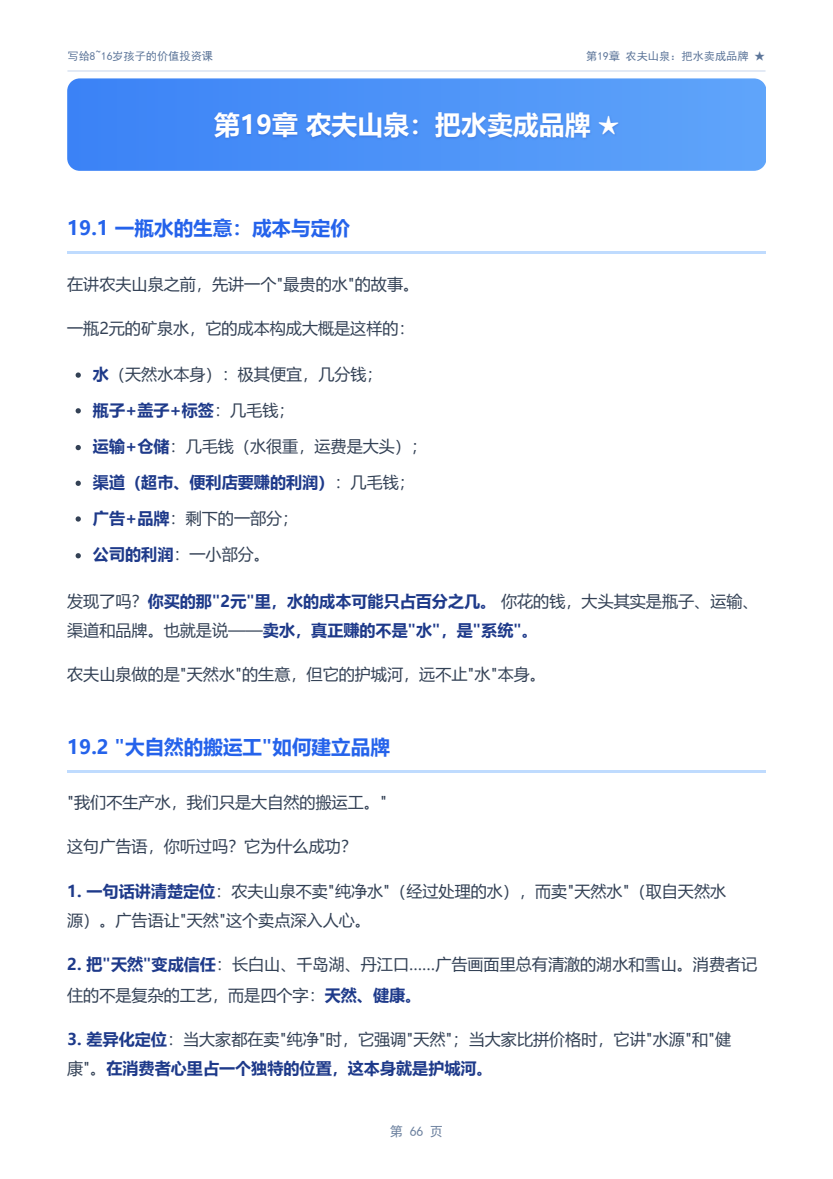 写给8~16岁孩子的价值投资课
第19章 农夫山泉：把水卖成品牌 ★
第19章 农夫山泉：把水卖成品牌 ★
19.1 一瓶水的生意：成本与定价
在讲农夫山泉之前，先讲一个"最贵的水"的故事。
一瓶2元的矿泉水，它的成本构成大概是这样的：
• 水（天然水本身）：极其便宜，几分钱；
• 瓶子+盖子+标签：几毛钱；
• 运输+仓储：几毛钱（水很重，运费是大头）；
• 渠道（超市、便利店要赚的利润）：几毛钱；
• 广告+品牌：剩下的一部分；
• 公司的利润：一小部分。
发现了吗？你买的那"2元"里，水的成本可能只占百分之几。 你花的钱，大头其实是瓶子、运输、
渠道和品牌。也就是说——卖水，真正赚的不是"水"，是"系统"。
农夫山泉做的是"天然水"的生意，但它的护城河，远不止"水"本身。
19.2 "大自然的搬运工"如何建立品牌
"我们不生产水，我们只是大自然的搬运工。"
这句广告语，你听过吗？它为什么成功？
1. 一句话讲清楚定位：农夫山泉不卖"纯净水"（经过处理的水），而卖"天然水"（取自天然水
源）。广告语让"天然"这个卖点深入人心。
2. 把"天然"变成信任：长白山、千岛湖、丹江口……广告画面里总有清澈的湖水和雪山。消费者记
住的不是复杂的工艺，而是四个字：天然、健康。
3. 差异化定位：当大家都在卖"纯净"时，它强调"天然"；当大家比拼价格时，它讲"水源"和"健
康"。在消费者心里占一个独特的位置，这本身就是护城河。
第 66 页